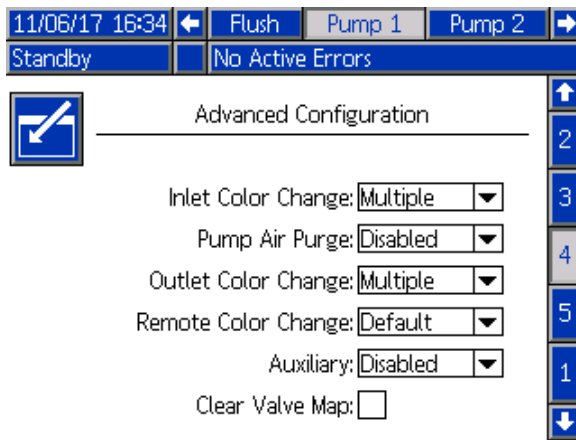 11/06/17 16:34 Flush Pump 1 Pump 2
Standby No Active Errors
Advanced Configuration
2
Inlet Color Change: Multiple
3
Pump Air Purge: Disabled
4
Outlet Color Change: Multiple
Remote Color Change: Default
5
Auxiliary: Disabled
1
Clear Valve Map: